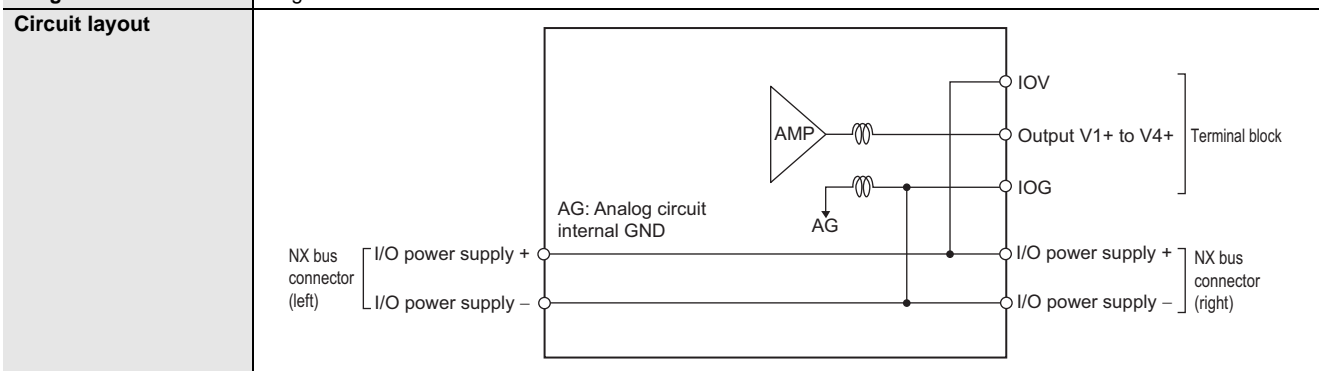 Circuit layout
IOV
AMP
Output V1+ to V4+
Terminal block
IOG
AG: Analog circuit
internal GND
AG
NX bus
connector
(left)
I/O power supply +
I/O power supply –
I/O power supply +
I/O power supply –
NX bus
connector
(right)